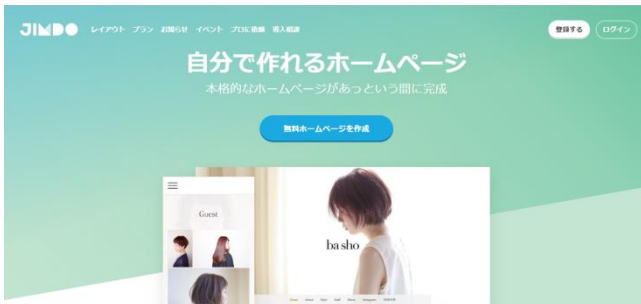 JIMDO レイアウト プラン お知らせ イベント プロに依頼 導入相談 登録する ログイン
自分で作れるホームページ
本格的なホームページがあっという間に完成
無料ホームページを作成
Guest
ba sho